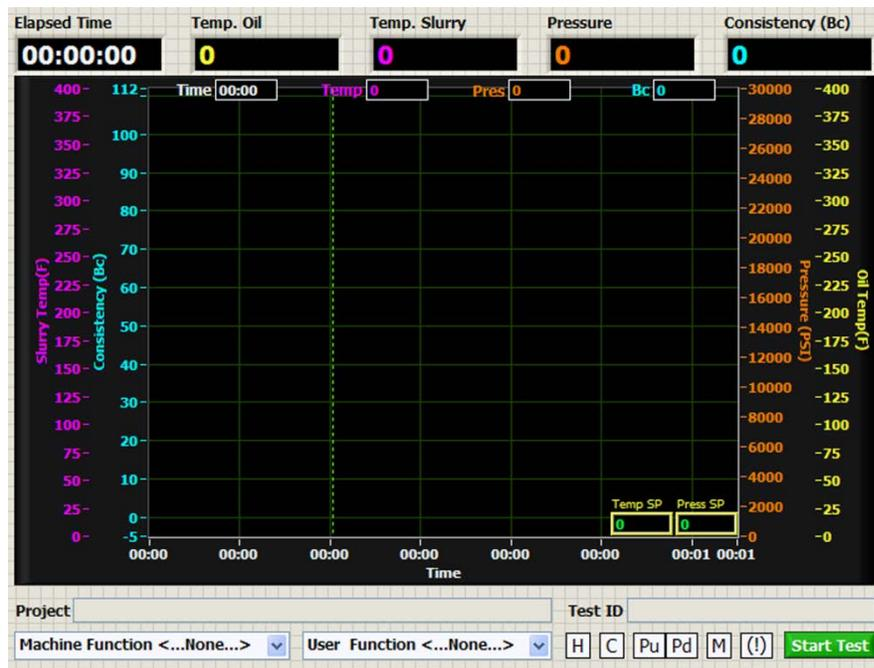 Elapsed Time Temp. Oil Temp. Slurry Pressure Consistency (Bc)
00:00:00 0 0 0 0
Time 00:00 Temp 0 Pres 0 Bc 0
400 112 30000 400
375 28000 375
350 100 26000 350
325 90 24000 325
300 80 22000 300
275 20000 275
250 70 18000 250
225 60 16000 225
200 50 14000 200
175 12000 175
150 40 10000 150
125 30 8000 125
100 20 6000 100
75 10 4000 75
50 2000 50
25 0 0 25
0 -5 0
Slurry Temp(F)
Consistency (Bc)
Pressure (PSI)
Oil Temp(F)
Temp SP Press SP
0 0
00:00 00:00 00:00 00:00 00:00 00:00 00:01 00:01
Time
Project Test ID
Machine Function <...None...> User Function <...None...> H C Pu Pd M (!) Start Test